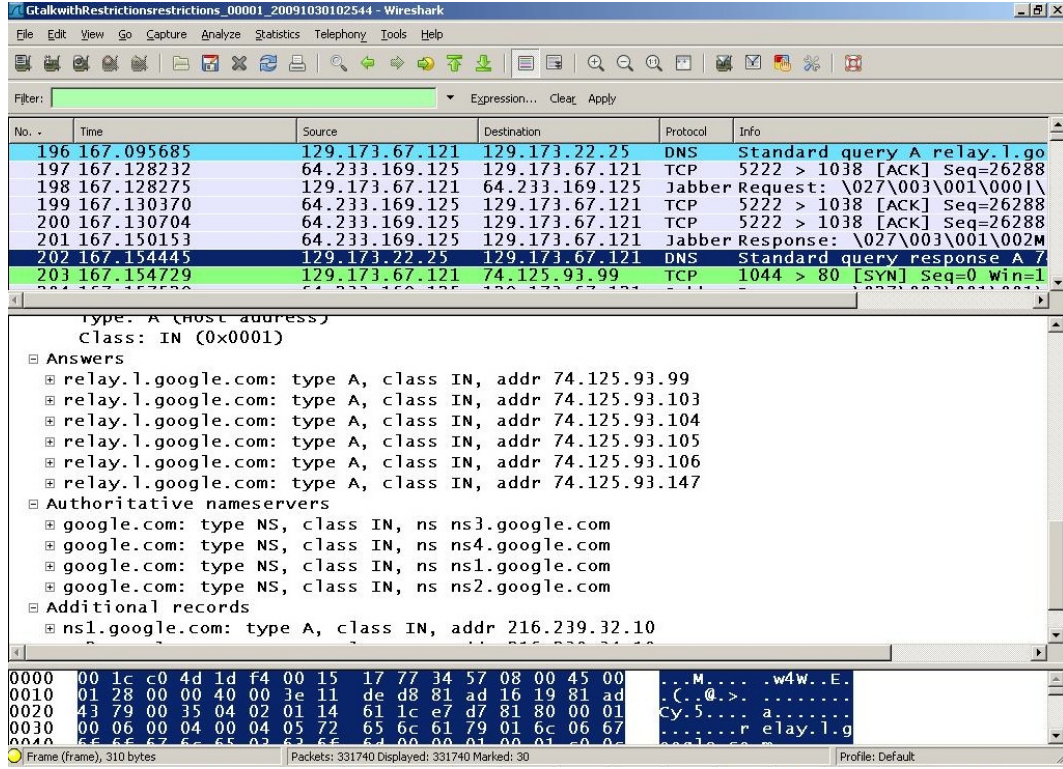 GtalkwithRestrictionsrestrictions_00001_20091030102544 - Wireshark
File Edit View Go Capture Analyze Statistics Telephony Tools Help
Filter: Expression... Clear Apply
No. . Time Source Destination Protocol Info
196 167.095685 129.173.67.121 129.173.22.25 DNS Standard query A relay.l.go
197 167.128232 64.233.169.125 129.173.67.121 TCP 5222 > 1038 [ACK] Seq=26288
198 167.128275 129.173.67.121 64.233.169.125 Jabber Request: \027\003\001\000|\
199 167.130370 64.233.169.125 129.173.67.121 TCP 5222 > 1038 [ACK] Seq=26288
200 167.130704 64.233.169.125 129.173.67.121 TCP 5222 > 1038 [ACK] Seq=26288
201 167.150153 64.233.169.125 129.173.67.121 Jabber Response: \027\003\001\002M
202 167.154445 129.173.22.25 129.173.67.121 DNS Standard query response A 7
203 167.154729 129.173.67.121 74.125.93.99 TCP 1044 > 80 [SYN] Seq=0 Win=1
Type: A (Host address)
Class: IN (0x0001)
Answers
relay.l.google.com: type A, class IN, addr 74.125.93.99
relay.l.google.com: type A, class IN, addr 74.125.93.103
relay.l.google.com: type A, class IN, addr 74.125.93.104
relay.l.google.com: type A, class IN, addr 74.125.93.105
relay.l.google.com: type A, class IN, addr 74.125.93.106
relay.l.google.com: type A, class IN, addr 74.125.93.147
Authoritative nameservers
google.com: type NS, class IN, ns ns3.google.com
google.com: type NS, class IN, ns ns4.google.com
google.com: type NS, class IN, ns ns1.google.com
google.com: type NS, class IN, ns ns2.google.com
Additional records
ns1.google.com: type A, class IN, addr 216.239.32.10
0000 00 1c c0 4d 1d f4 00 15 17 77 34 57 08 00 45 00 ...M.... .w4W..E.
0010 01 28 00 00 40 00 3e 11 de d8 81 ad 16 19 81 ad .(..@.>. ........
0020 43 79 00 35 04 02 01 14 61 1c e7 d7 81 80 00 01 Cy.5.... a.......
0030 00 06 00 04 00 04 05 72 65 6c 61 79 01 6c 06 67 .......r elay.l.g
Frame (frame), 310 bytes Packets: 331740 Displayed: 331740 Marked: 30 Profile: Default